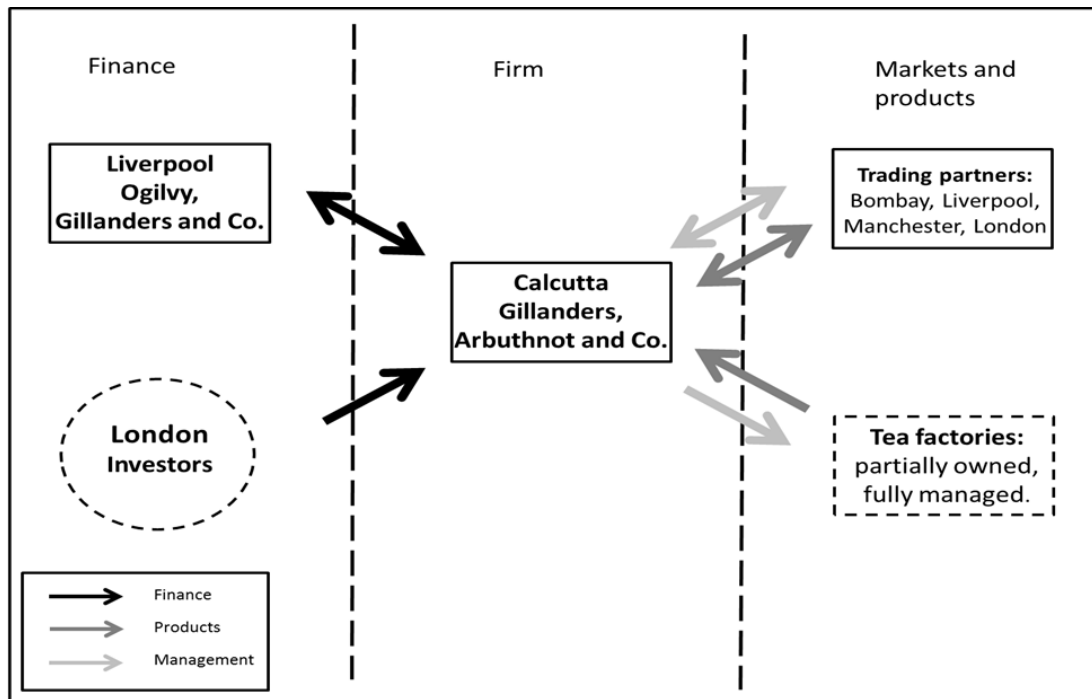 Finance
Firm
Markets and
products
Liverpool
Ogilvy,
Gillanders and Co.
Trading partners:
Bombay, Liverpool,
Manchester, London
Calcutta
Gillanders,
Arbuthnot and Co.
London
Investors
Tea factories:
partially owned,
fully managed.
Finance
Products
Management